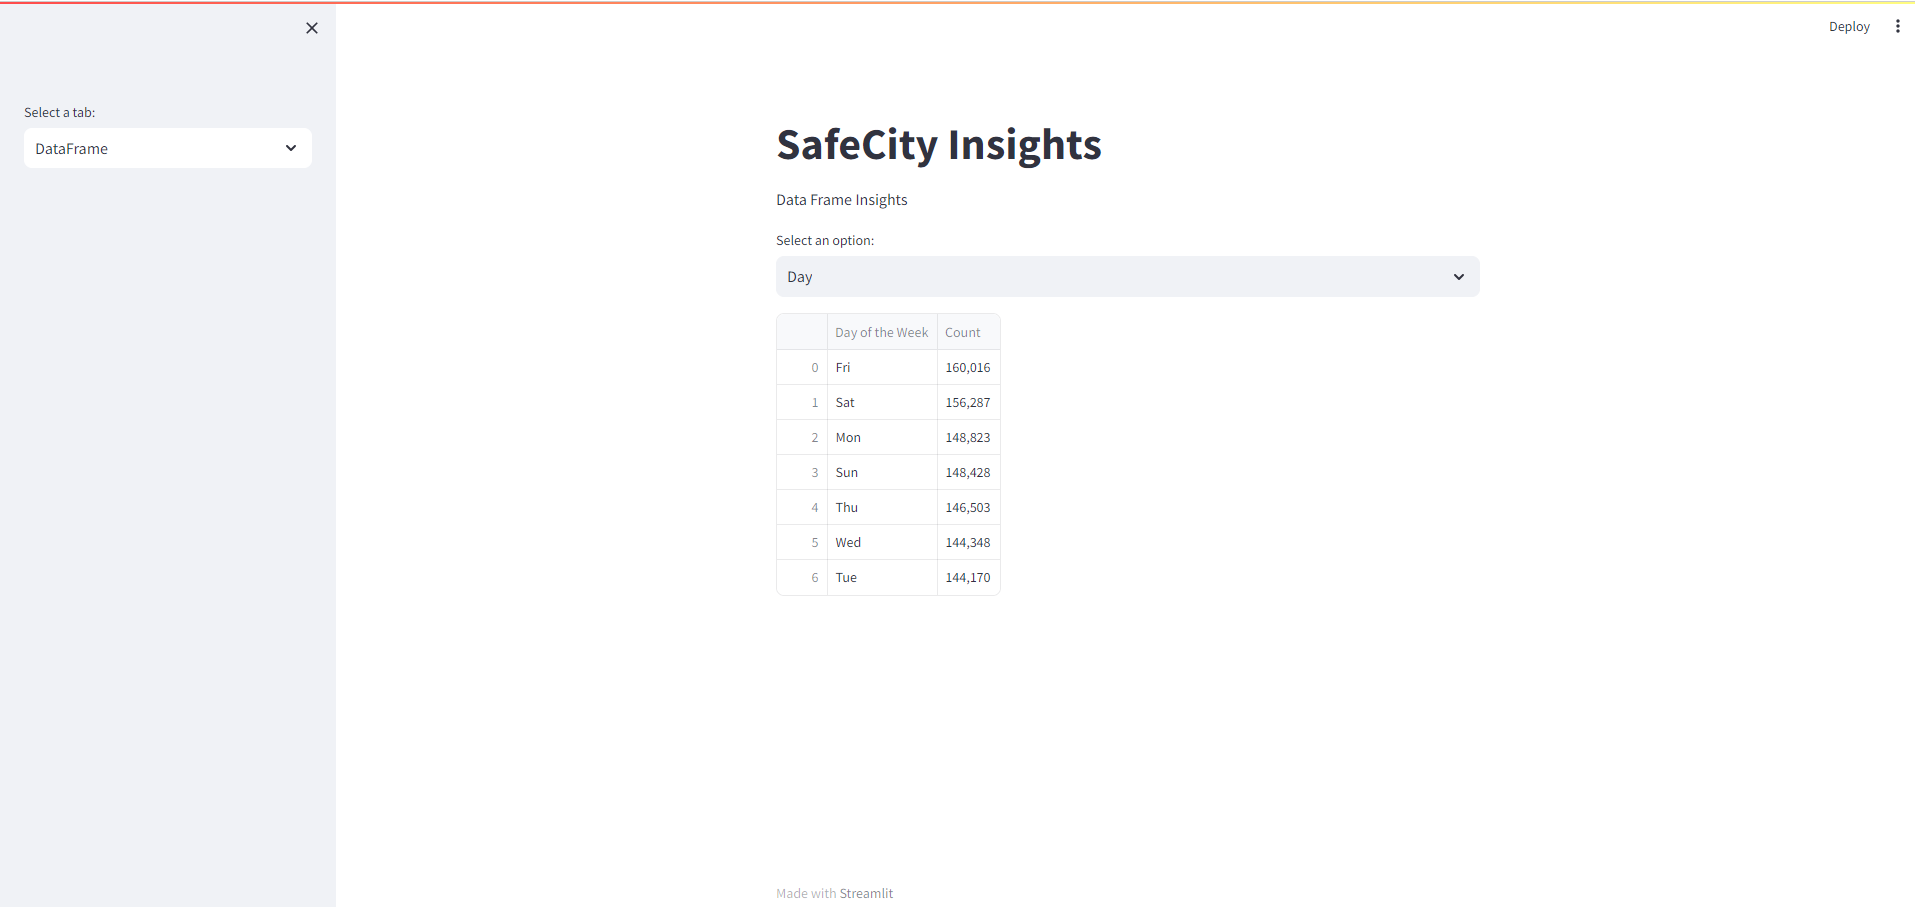 Deploy
Select a tab:
DataFrame
SafeCity Insights
Data Frame Insights
Select an option:
Day
Day of the Week Count
0 Fri 160,016
1 Sat 156,287
2 Mon 148,823
3 Sun 148,428
4 Thu 146,503
5 Wed 144,348
6 Tue 144,170
Made with Streamlit